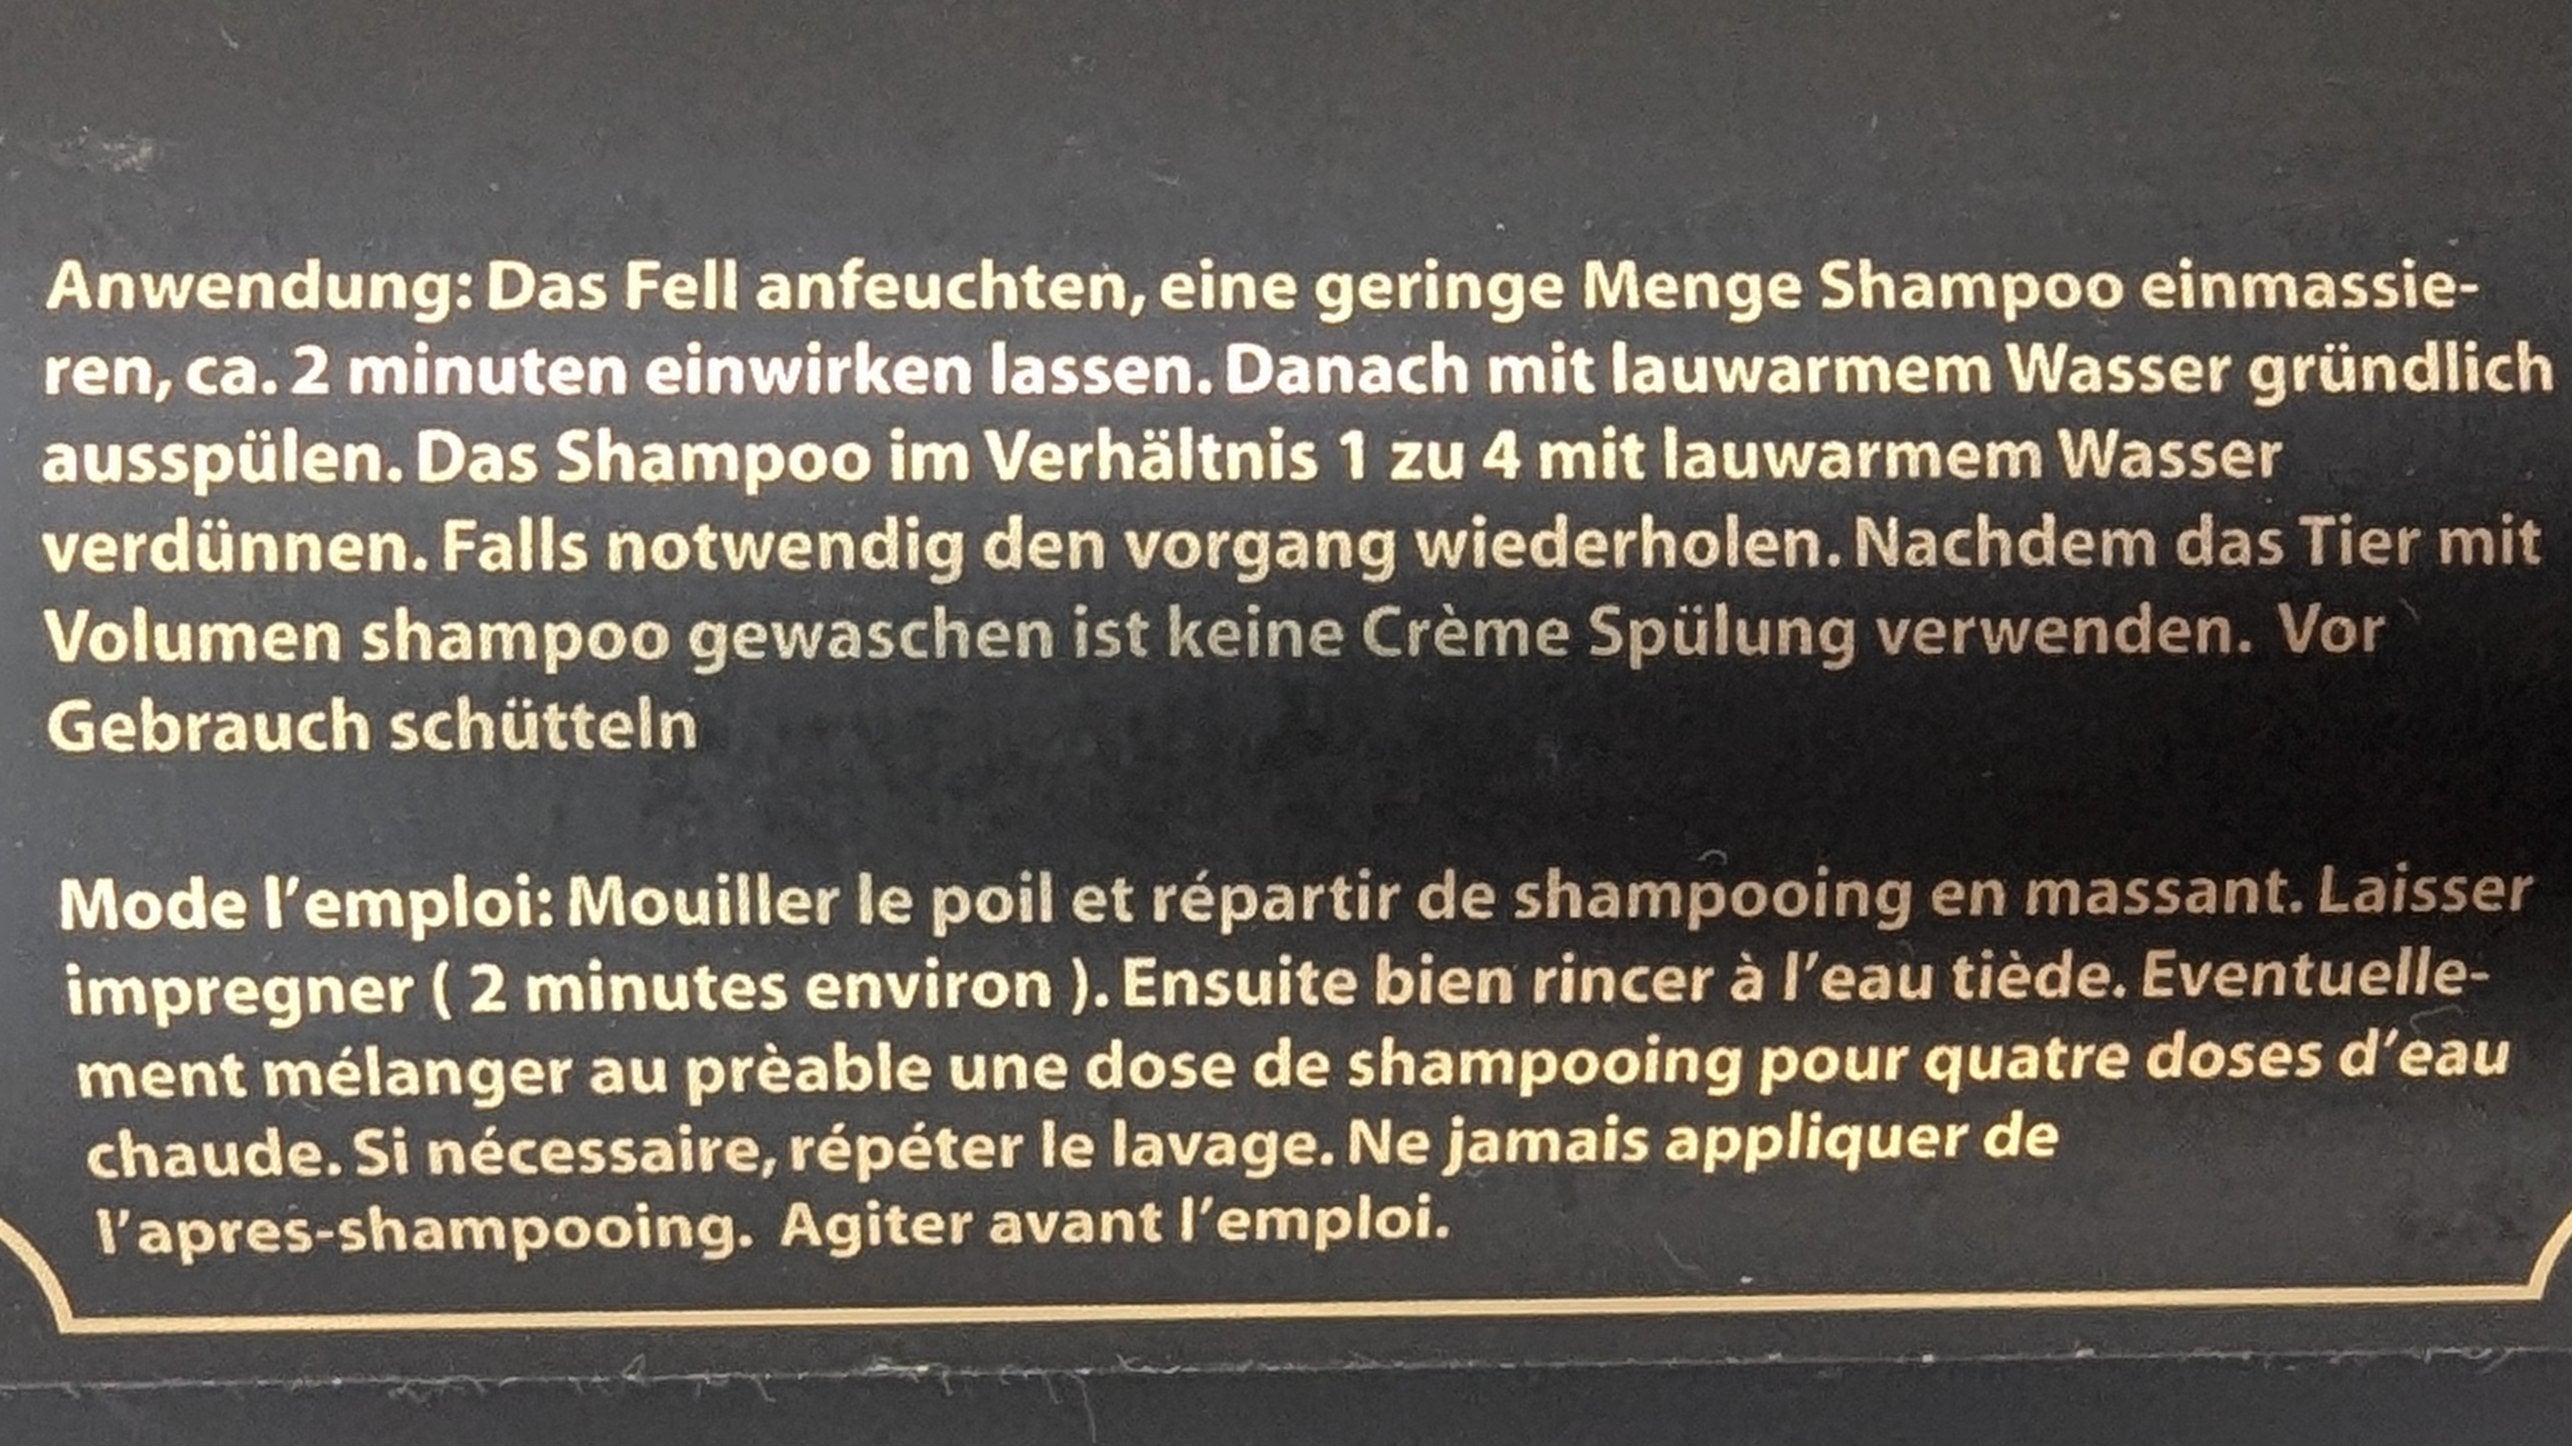 Anwendung: Das Fell anfeuchten, eine geringe Menge Shampoo einmassie-
ren, ca. 2 minuten einwirken lassen. Danach mit lauwarmem Wasser gründlich
ausspülen. Das Shampoo im Verhältnis 1 zu 4 mit lauwarmem Wasser
verdünnen. Falls notwendig den vorgang wiederholen. Nachdem das Tier mit
Volumen shampoo gewaschen ist keine Crème Spülung verwenden. Vor
Gebrauch schütteln
Mode l'emploi: Mouiller le poil et répartir de shampooing en massant. Laisser
impregner ( 2 minutes environ ). Ensuite bien rincer à l'eau tiède. Eventuelle-
ment mélanger au prèable une dose de shampooing pour quatre doses d'eau
chaude. Si nécessaire, répéter le lavage. Ne jamais appliquer de
l'apres-shampooing. Agiter avant l'emploi.